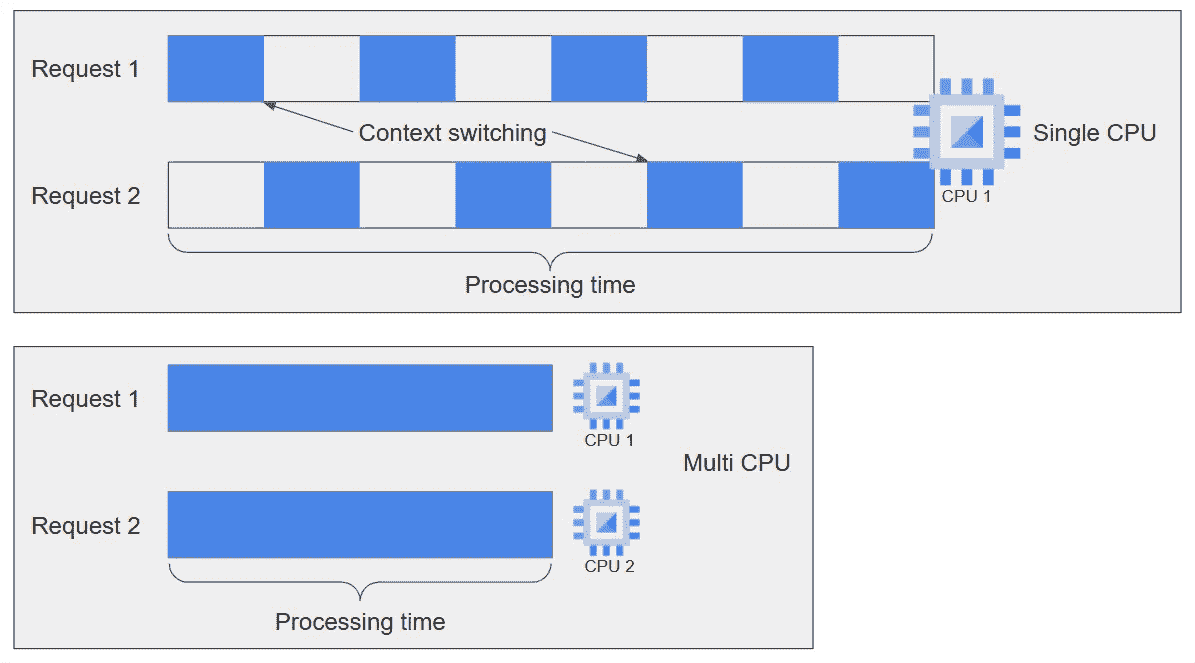 Request 1
Context switching
Single CPU
Request 2
CPU 1
Processing time
Request 1
CPU 1
Multi CPU
Request 2
CPU 2
Processing time